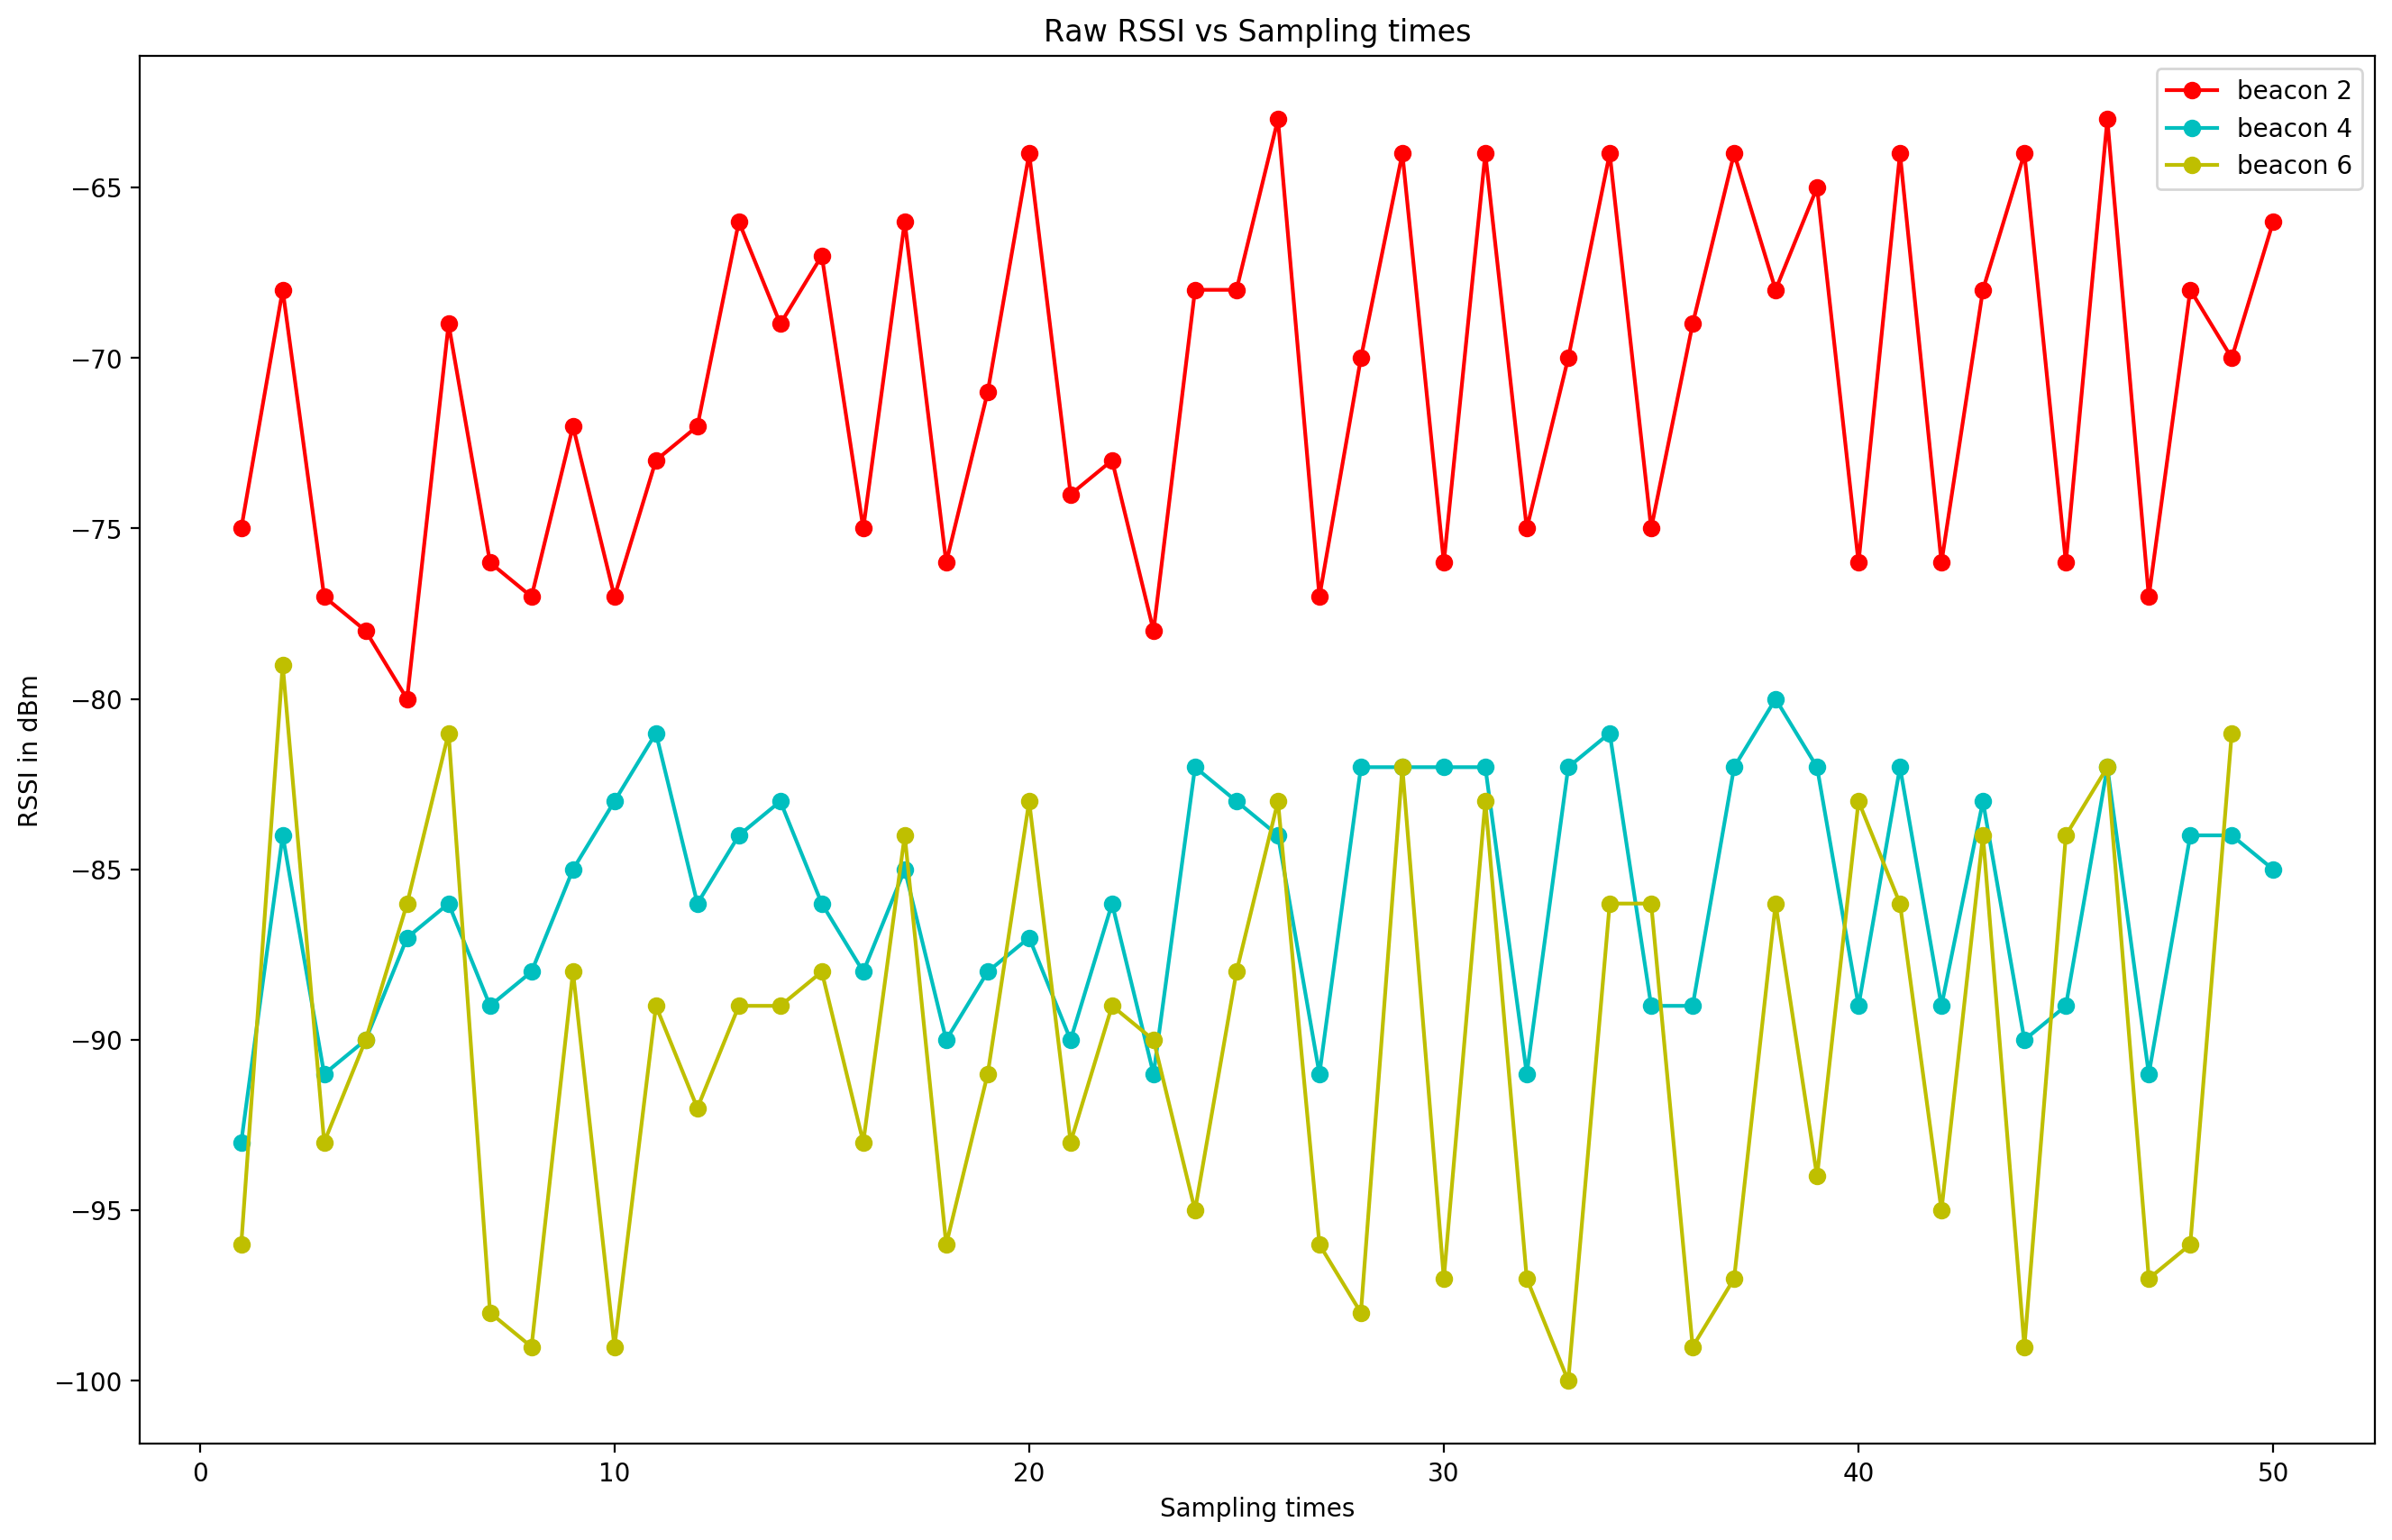 Raw RSSI vs Sampling times
beacon 2
beacon 4
beacon 6
RSSI in dBm
−65
−70
−75
−80
−85
−90
−95
−100
0 10 20 30 40 50
Sampling times